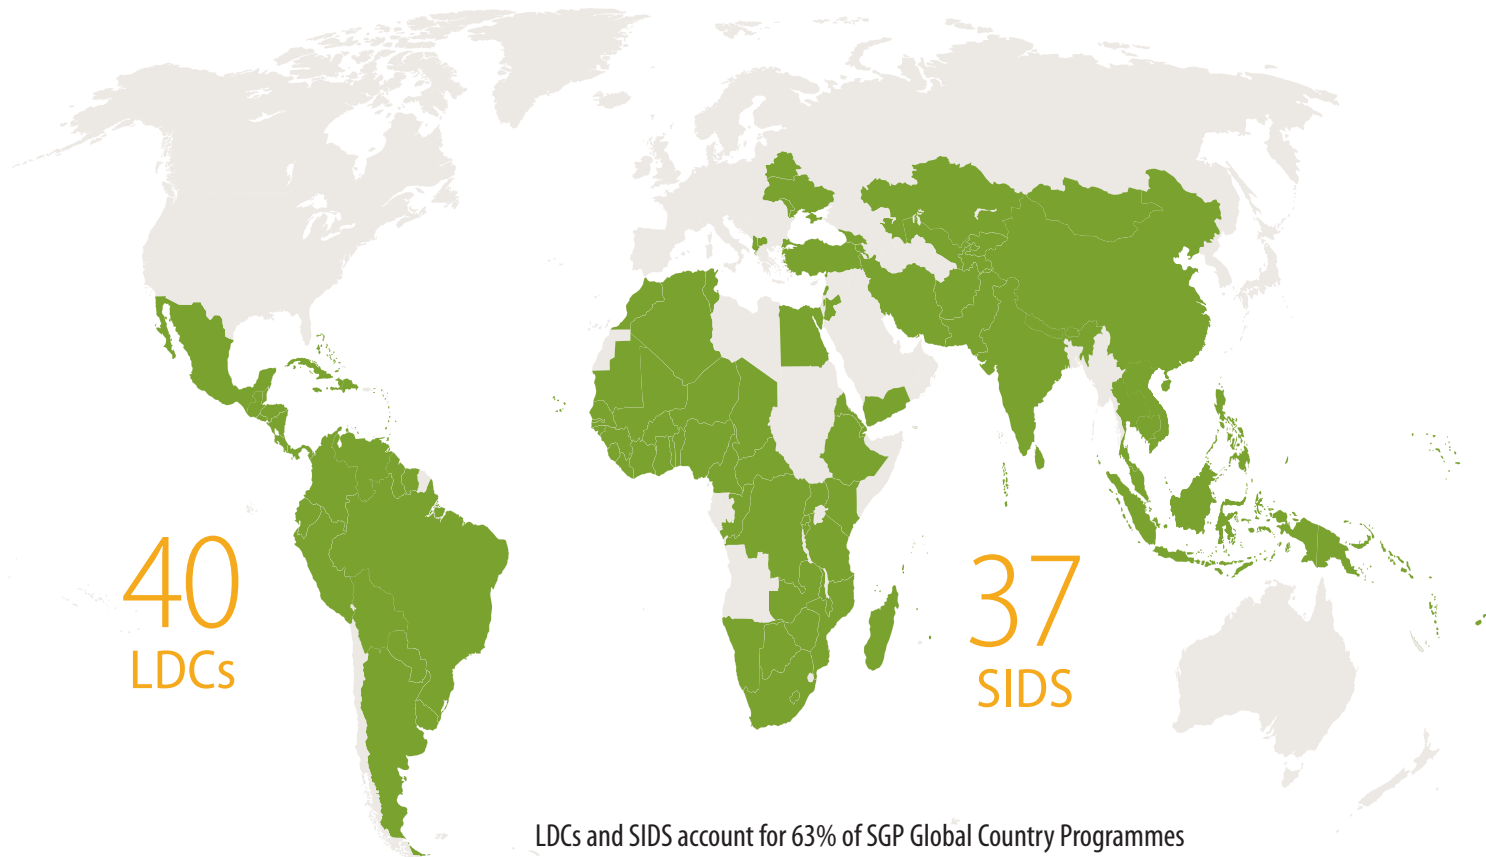 40
LDCs
37
SIDS
LDCs and SIDS account for 63% of SGP Global Country Programmes